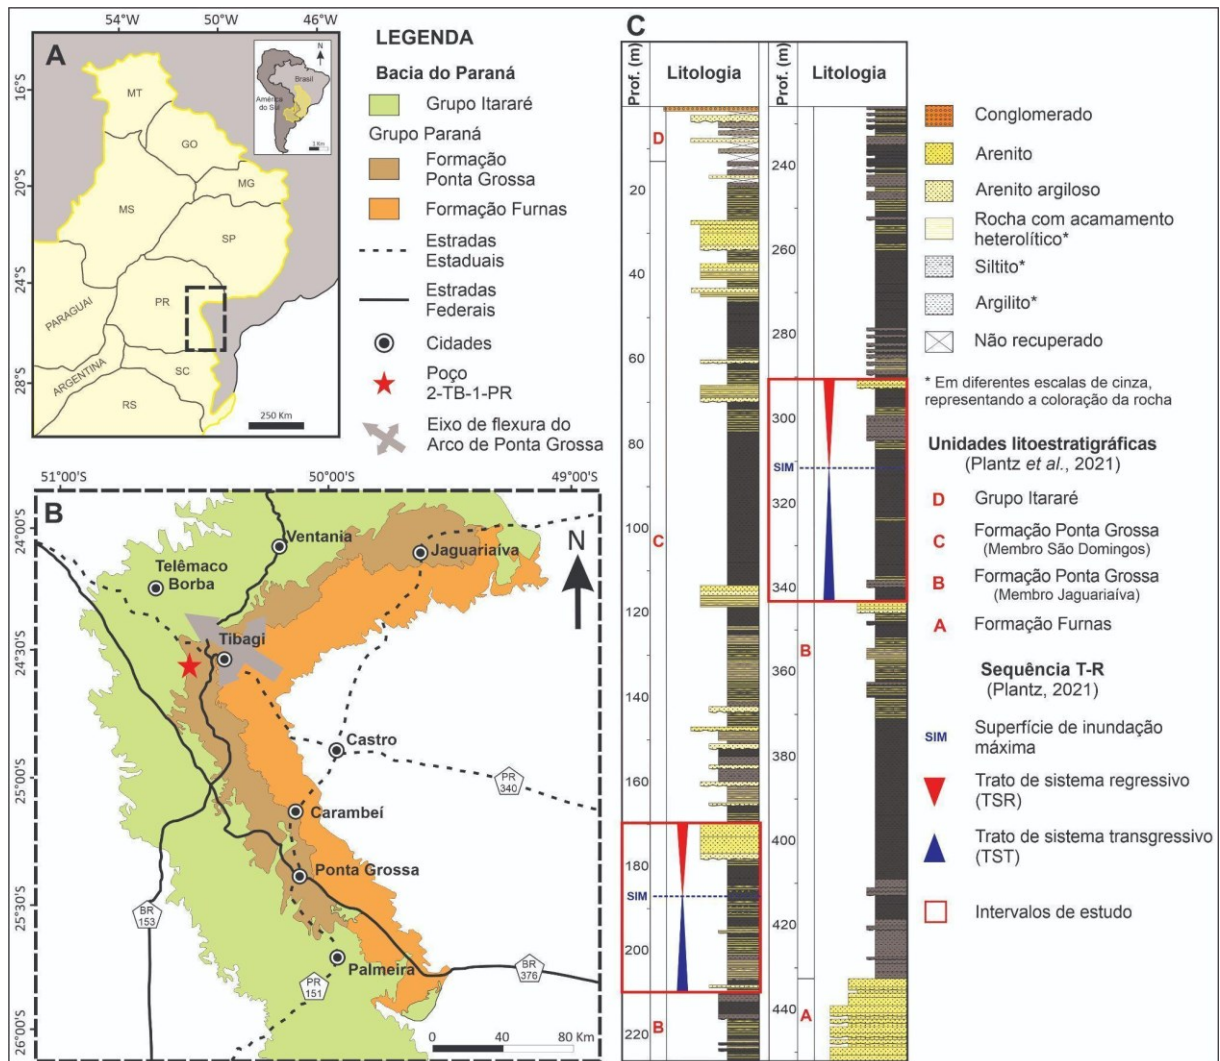 A
54°W
50°W
46°W
16°S
20°S
24°S
28°S
MT
GO
MG
MS
SP
PR
SC
RS
PARAGUAI
ARGENTINA
250 Km
N
Brasil
América
do Sul
LEGENDA
Bacia do Paraná
Grupo Itararé
Grupo Paraná
Formação
Ponta Grossa
Formação Furnas
Estradas
Estaduais
Estradas
Federais
Cidades
Poço
2-TB-1-PR
Eixo de flexura do
Arco de Ponta Grossa
B
51°00'S
50°00'S
49°00'S
24°00'S
24°30'S
25°00'S
25°30'S
26°00'S
Ventania
Jaguariaíva
Telêmaco
Borba
Tibagi
Castro
Carambeí
Ponta Grossa
Palmeira
N
PR
340
BR
153
PR
151
BR
376
0 40 80 Km
C
Prof. (m)
Litologia
D
20
40
60
80
100
C
120
140
160
180
SIM
200
B
220
Prof. (m)
Litologia
240
260
280
300
SIM
320
340
B
360
380
400
420
440
A
Conglomerado
Arenito
Arenito argiloso
Rocha com acamamento
heterolítico*
Siltito*
Argilito*
Não recuperado
* Em diferentes escalas de cinza,
representando a coloração da rocha
Unidades litoestratigráficas
(Plantz et al., 2021)
D Grupo Itararé
C Formação Ponta Grossa
(Membro São Domingos)
B Formação Ponta Grossa
(Membro Jaguariaíva)
A Formação Furnas
Sequência T-R
(Plantz, 2021)
SIM Superfície de inundação
máxima
Trato de sistema regressivo
(TSR)
Trato de sistema transgressivo
(TST)
Intervalos de estudo